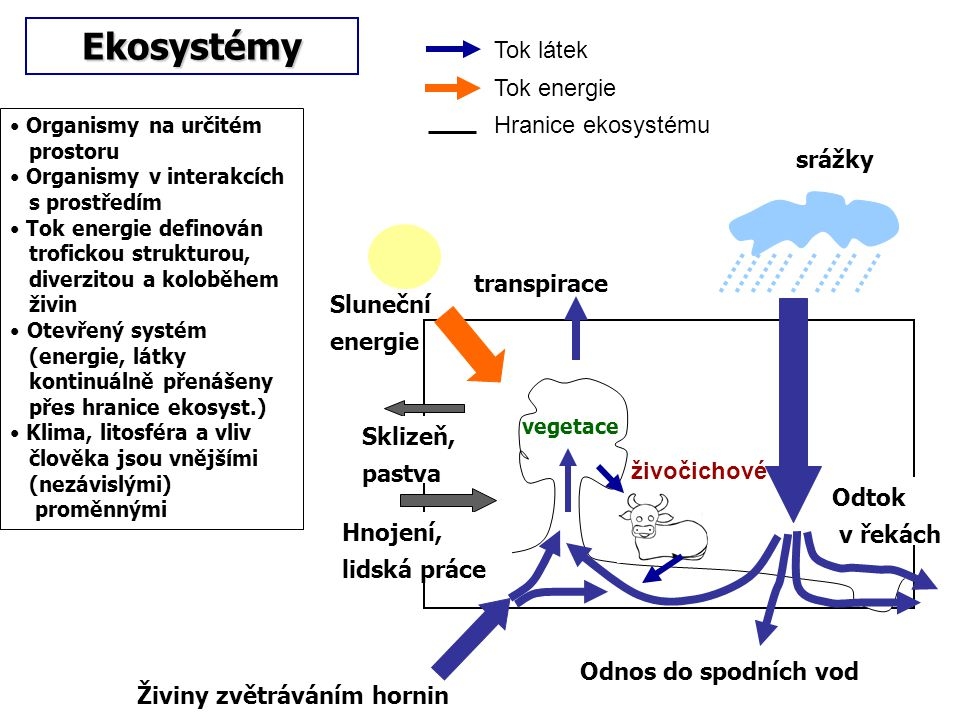 Ekosystémy
Tok látek
Tok energie
Hranice ekosystému
• Organismy na určitém
prostoru
• Organismy v interakcích
s prostředím
• Tok energie definován
trofickou strukturou,
diverzitou a koloběhem
živin
• Otevřený systém
(energie, látky
kontinuálně přenášeny
přes hranice ekosyst.)
• Klima, litosféra a vliv
člověka jsou vnějšími
(nezávislými)
proměnnými
srážky
transpirace
Sluneční
energie
vegetace
Sklizeň,
pastva
živočichové
Odtok
v řekách
Hnojení,
lidská práce
Odnos do spodních vod
Živiny zvětráváním hornin